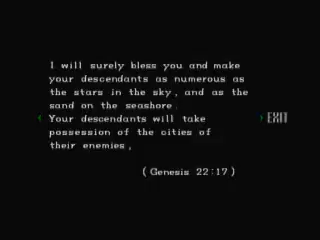 I will surely bless you and make
your descendants as numerous as
the stars in the sky, and as the
sand on the seashore.
Your descendants will take
possession of the cities of
their enemies,
(Genesis 22:17)
EXIT